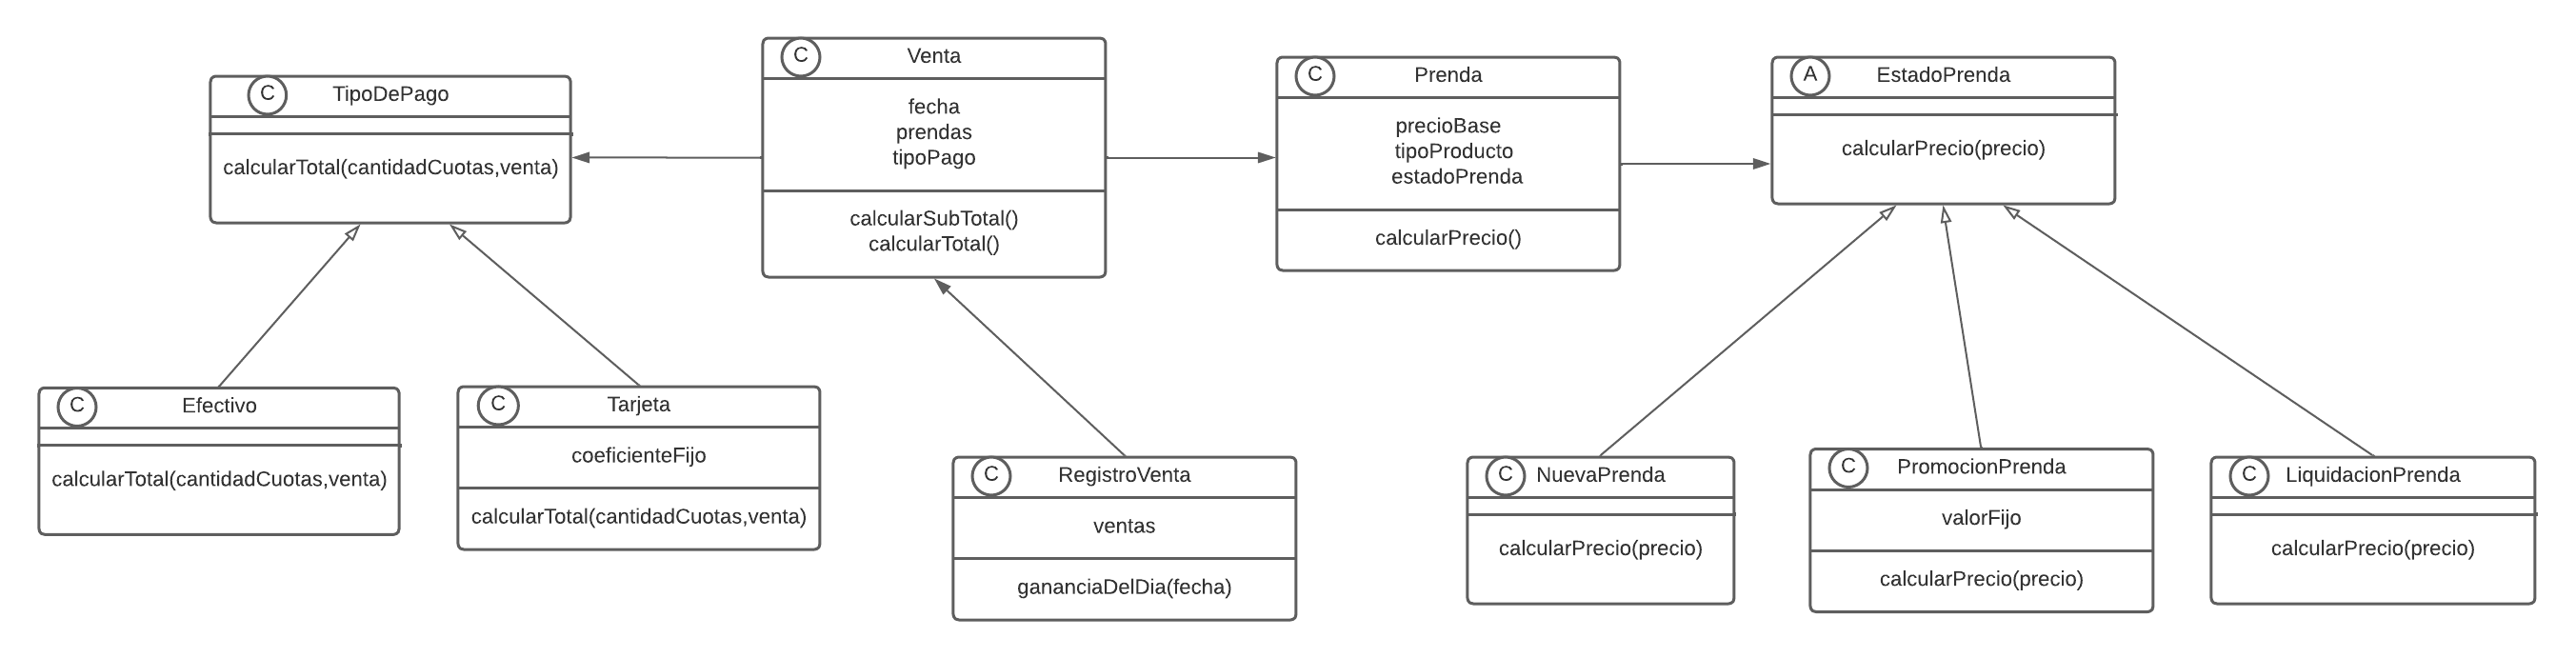 C TipoDePago
calcularTotal(cantidadCuotas,venta)
C Venta
fecha
prendas
tipoPago
calcularSubTotal()
calcularTotal()
C Prenda
precioBase
tipoProducto
estadoPrenda
calcularPrecio()
A EstadoPrenda
calcularPrecio(precio)
C Efectivo
calcularTotal(cantidadCuotas,venta)
C Tarjeta
coeficienteFijo
calcularTotal(cantidadCuotas,venta)
C RegistroVenta
ventas
gananciaDelDia(fecha)
C NuevaPrenda
calcularPrecio(precio)
C PromocionPrenda
valorFijo
calcularPrecio(precio)
C LiquidacionPrenda
calcularPrecio(precio)